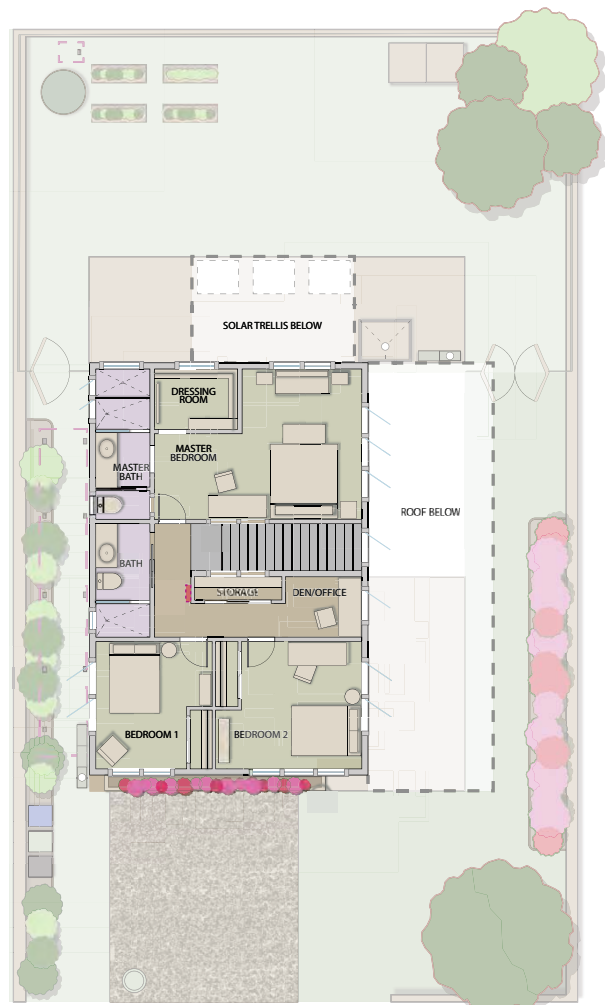 SOLAR TRELLIS BELOW
DRESSING
ROOM
MASTER
BEDROOM
MASTER
BATH
ROOF BELOW
BATH
STORAGE
DEN/OFFICE
BEDROOM 1
BEDROOM 2